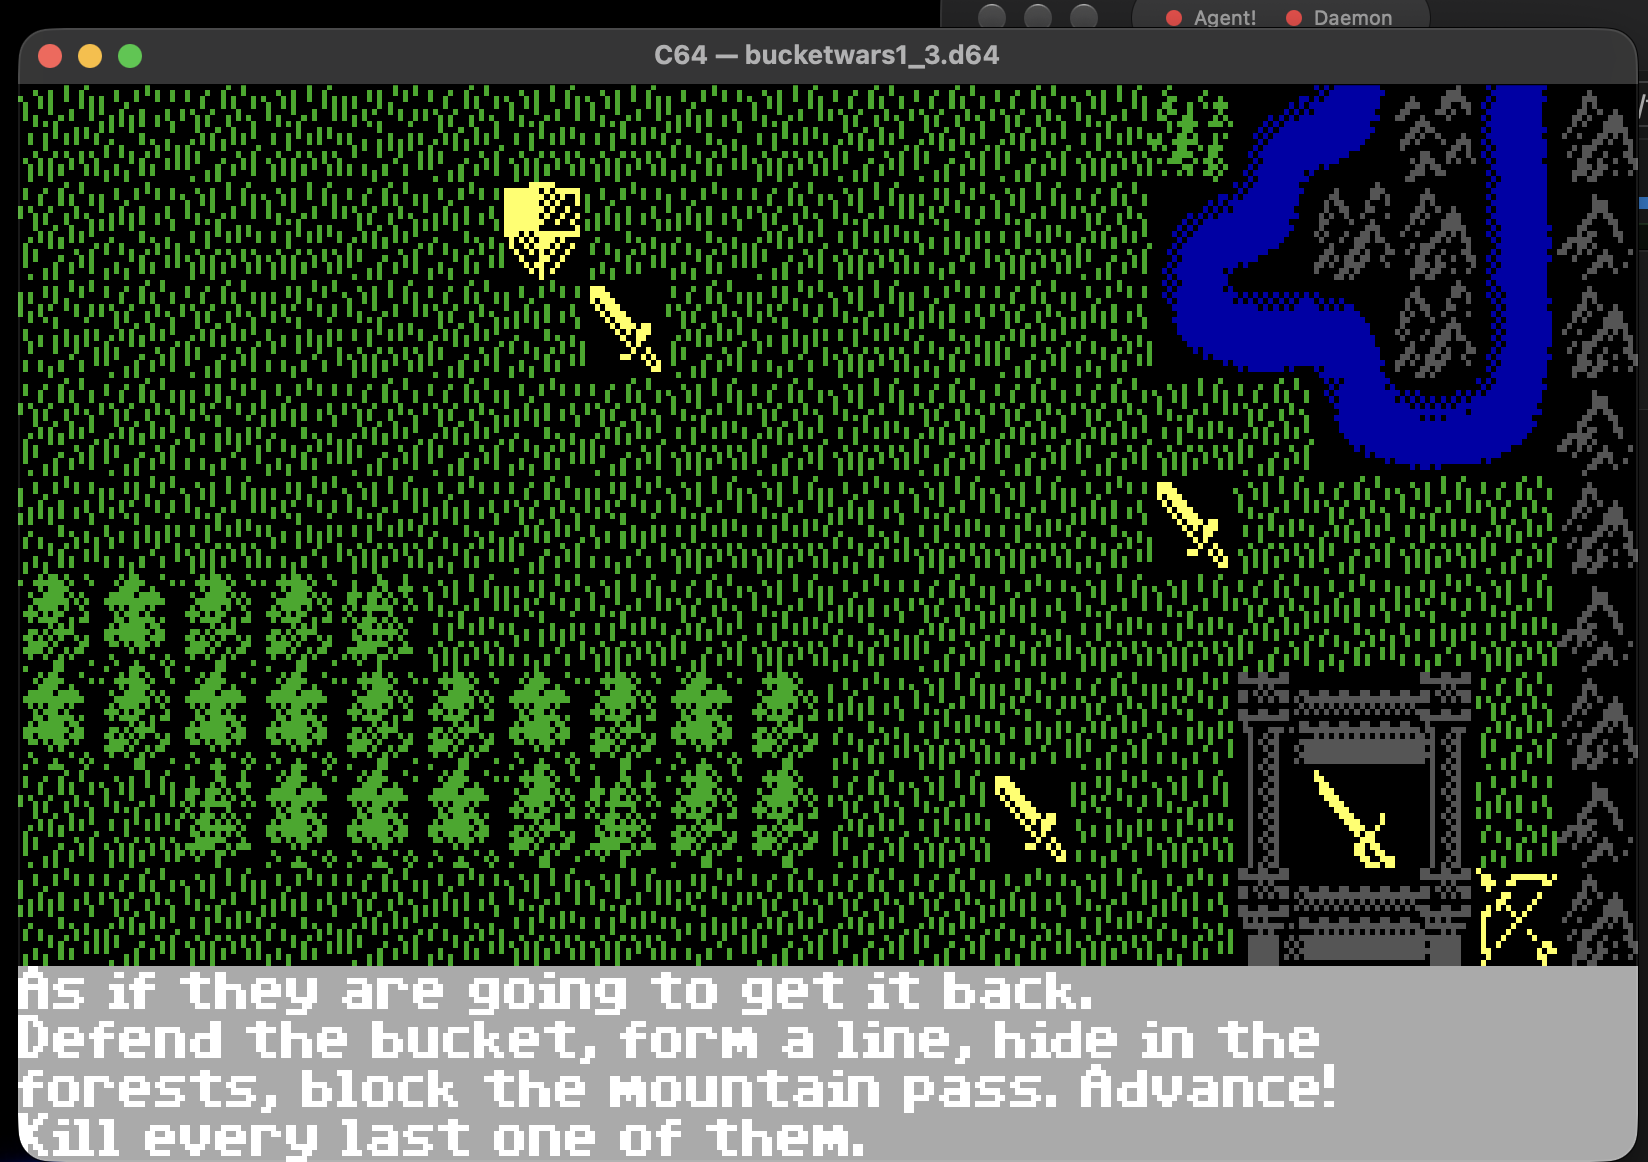 Agent! Daemon
C64 — bucketwars1_3.d64
As if they are going to get it back.
Defend the bucket, form a line, hide in the
forests, block the mountain pass. Advance!
Kill every last one of them.